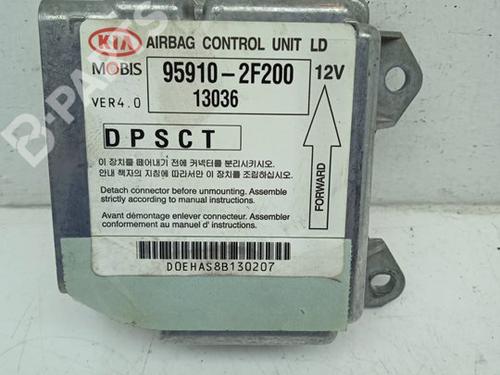 KIA AIRBAG CONTROL UNIT LD
MOBIS 95910-2F200 12V
VER4.0 13036
DPSCT
FORWARD
이 장치를 떼어내기 전에 커넥터를 분리시키시오.
안내 책자의 지침에 따라서만 이 장치를 조립하십시오.
Detach connector before unmounting. Assemble
strictly according to manual instructions.
Avant démontage enlever connecteur. Assembler
conformement au manuel d' instructions.
D0EHAS8B130207
B-PARTS